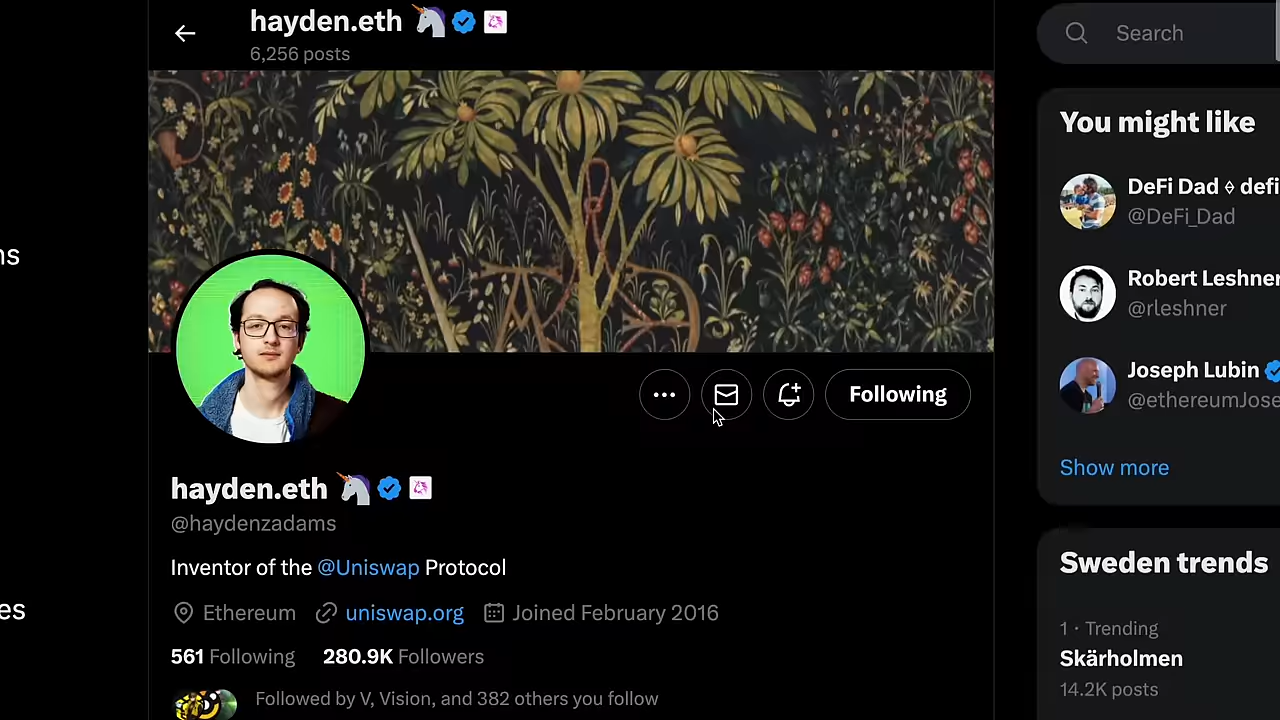 hayden.eth
6,256 posts
Search
You might like
DeFi Dad defi
@DeFi_Dad
Robert Leshner
@rleshner
Joseph Lubin
@ethereumJose
Show more
Following
hayden.eth
@haydenzadams
Inventor of the @Uniswap Protocol
Ethereum uniswap.org Joined February 2016
561 Following 280.9K Followers
Followed by V, Vision, and 382 others you follow
Sweden trends
1 · Trending
Skärholmen
14.2K posts
ns
es